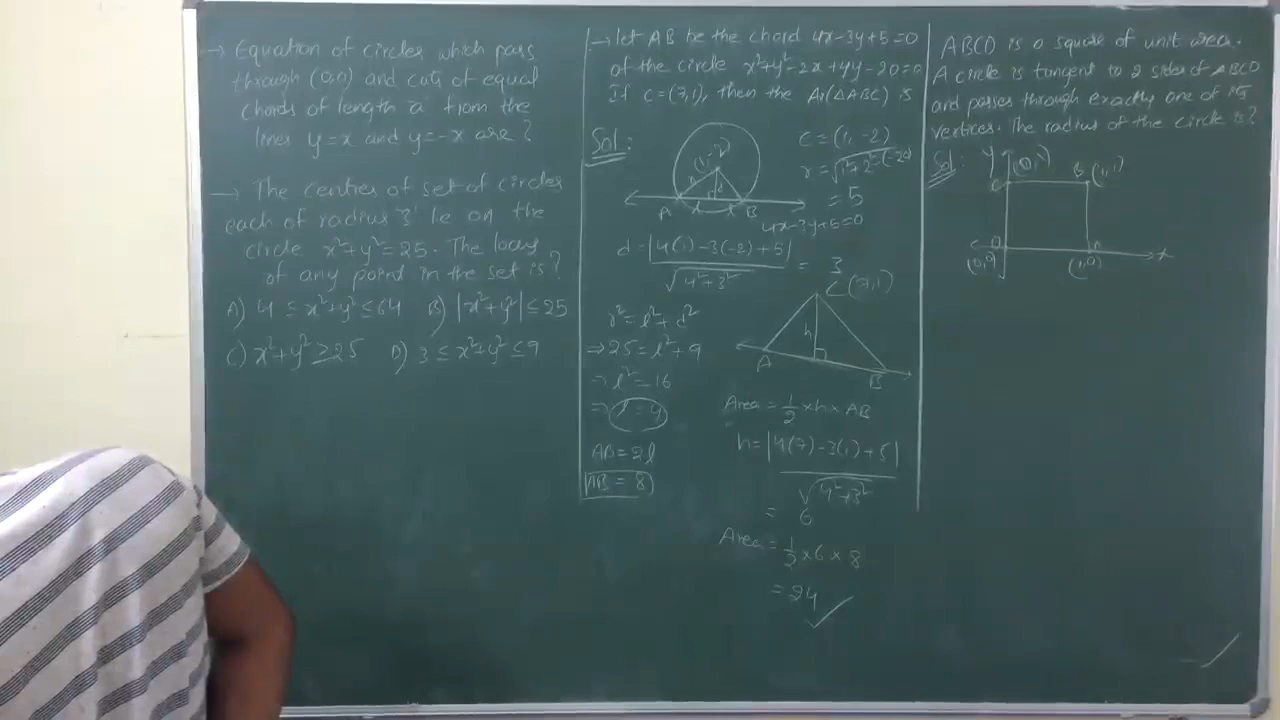 → Equation of circles which pass
through (0,0) and cuts of equal
chords of length 'a' from the
lines y=x and y=-x are?
→ The centres of set of circles
each of radius '3' lie on the
circle x²+y²=25. The locus
of any point in the set is?
A) 4 ≤ x²+y² ≤ 64 B) |x²+y²| ≤ 25
C) x²+y² ≥ 25 D) 3 ≤ x²+y² ≤ 9
→ let AB be the chord 4x-3y+5=0
of the circle x²+y²-2x+4y-20=0
If C=(7,1), then the Ar(△ABC) is
Sol:
(1,-2)
r
d
l
A
B
4x-3y+5=0
C = (1,-2)
r = √1²+2²-(-20)
= 5
d = |4(1)-3(-2)+5|
√4²+3²
= 3
r² = l²+d²
⇒ 25 = l²+9
⇒ l² = 16
⇒ l = 4
AB = 2l
AB = 8
C(7,1)
h
A
B
Area = 1/2 × h × AB
h = |4(7)-3(1)+5|
√4²+3²
= 6
Area = 1/2 × 6 × 8
= 24
ABCD is a square of unit area.
A circle is tangent to 2 sides of ABCD
and passes through exactly one of its
vertices. The radius of the circle is?
Sol:
Y
B (1,1)
x
(0,0)
(1,0)